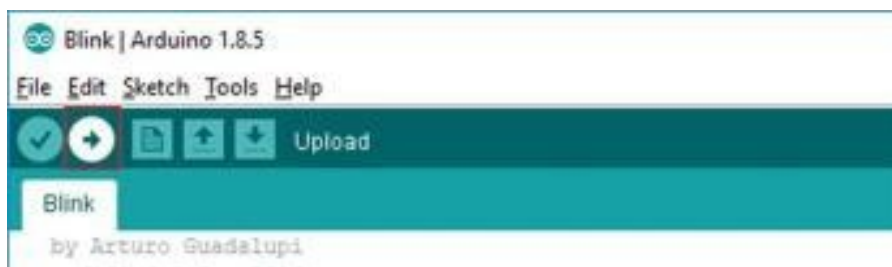 Blink | Arduino 1.8.5
File Edit Sketch Tools Help
Upload
Blink
by Arturo Guadalupi